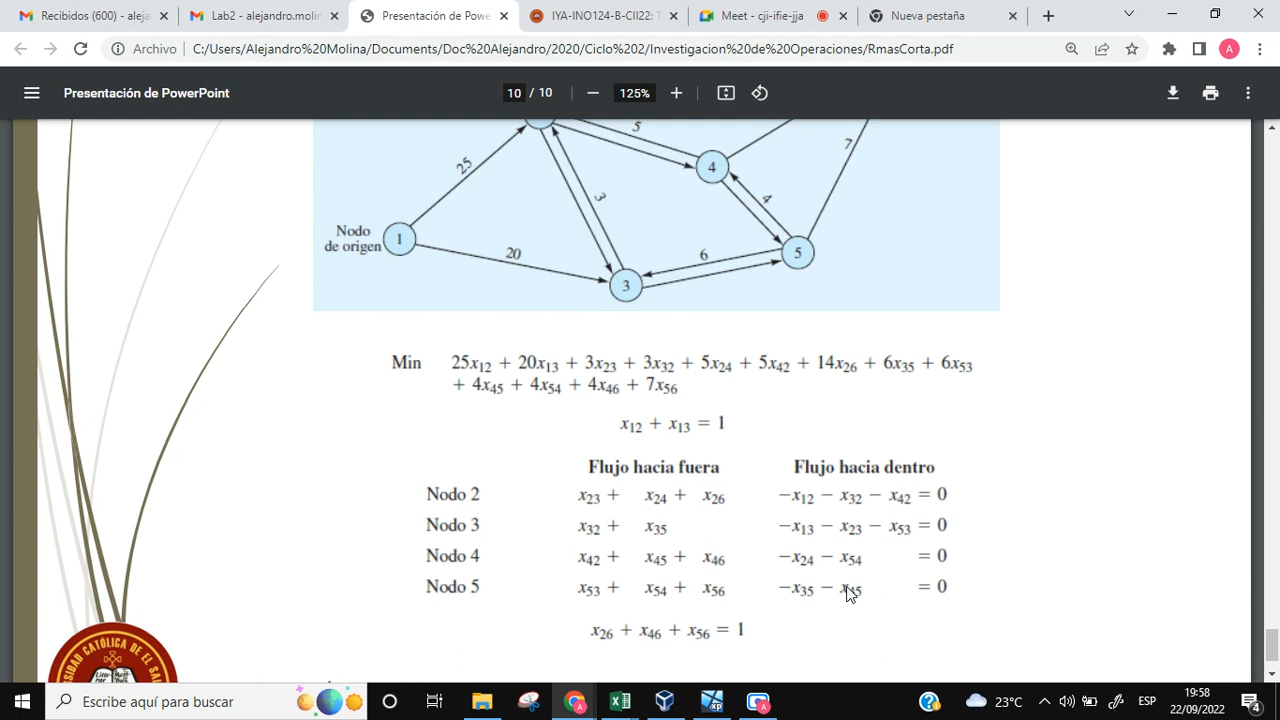 Recibidos (600) - aleja
Lab2 - alejandro.molin
Presentación de Powe
IYA-INO124-B-CII22: T
Meet - cji-ifie-jja
Nueva pestaña
Archivo
C:/Users/Alejandro%20Molina/Documents/Doc%20Alejandro/2020/Ciclo%202/Investigacion%20de%20Operaciones/RmasCorta.pdf
A
Presentación de PowerPoint
10 / 10
125%
5
7
25
4
4
3
Nodo
de origen
1
20
6
5
3
Min 25x12 + 20x13 + 3x23 + 3x32 + 5x24 + 5x42 + 14x26 + 6x35 + 6x53
+ 4x45 + 4x54 + 4x46 + 7x56
x12 + x13 = 1
Flujo hacia fuera Flujo hacia dentro
Nodo 2 x23 + x24 + x26 −x12 − x32 − x42 = 0
Nodo 3 x32 + x35 −x13 − x23 − x53 = 0
Nodo 4 x42 + x45 + x46 −x24 − x54 = 0
Nodo 5 x53 + x54 + x56 −x35 − x45 = 0
x26 + x46 + x56 = 1
Escribe aquí para buscar
23°C
ESP
19:58
22/09/2022
4